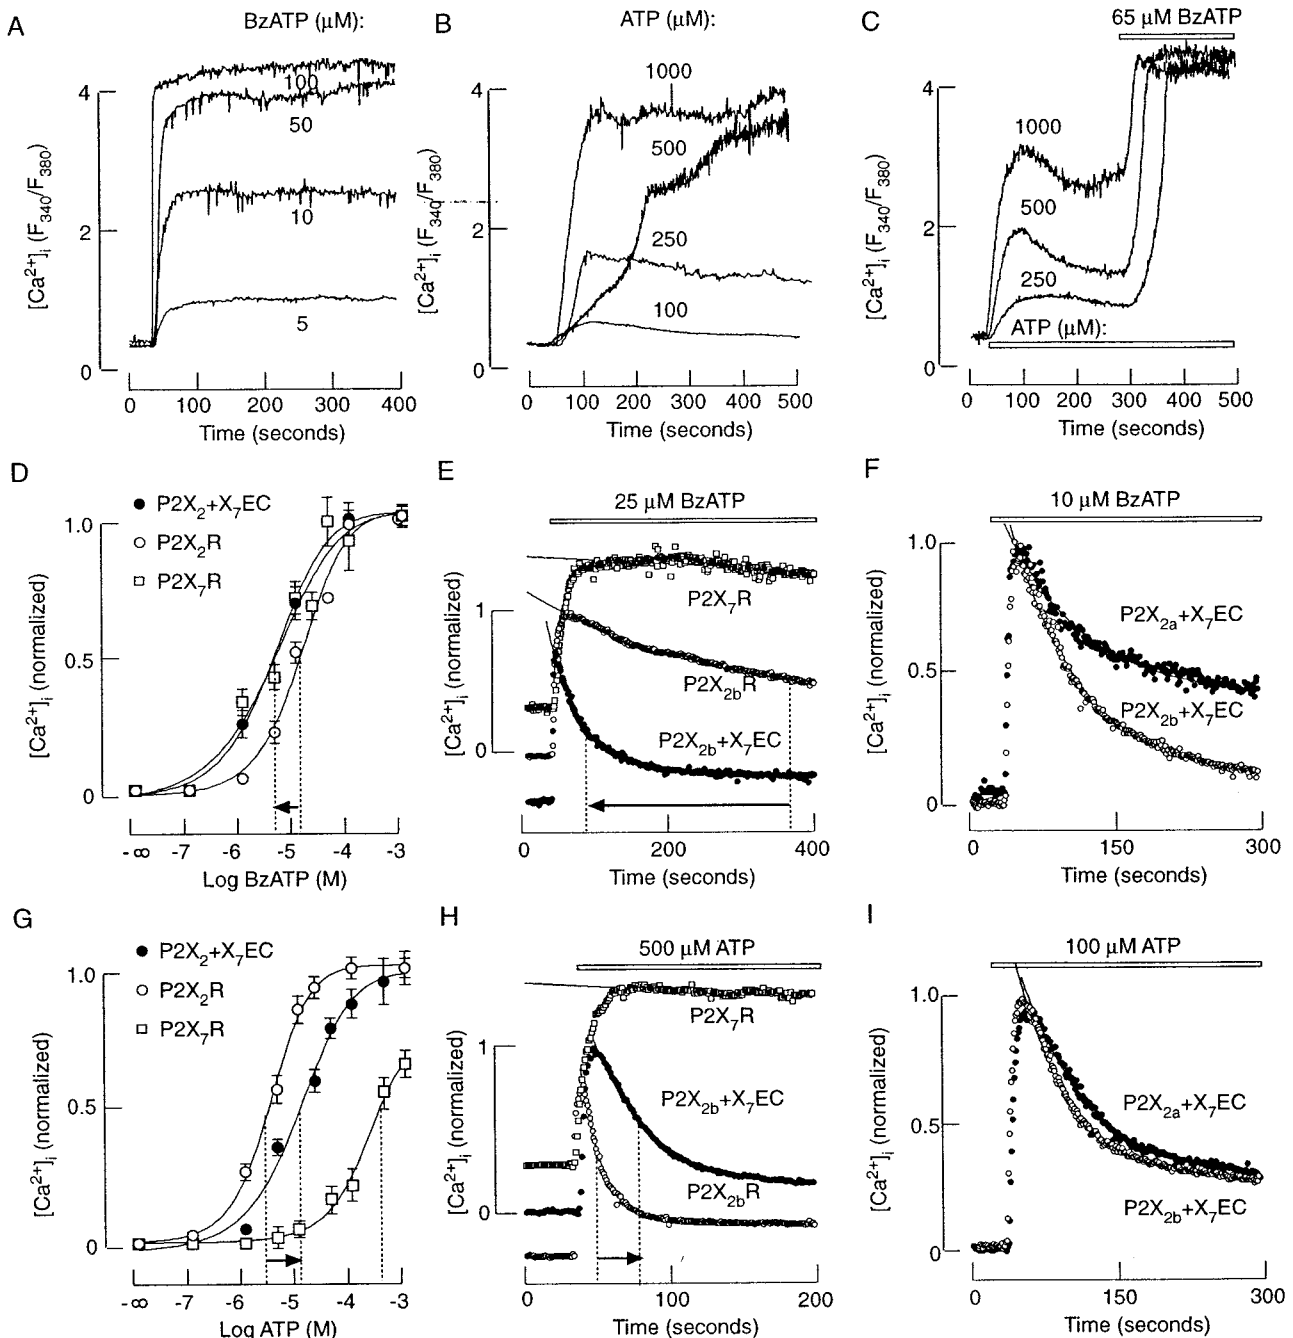 A
BzATP (µM):
100
50
10
5
4
2
0
[Ca2+]i (F340/F380)
0 100 200 300 400
Time (seconds)
B
ATP (µM):
1000
500
250
100
4
2
0
[Ca2+]i (F340/F380)
0 100 200 300 400 500
Time (seconds)
C
65 µM BzATP
1000
500
250
ATP (µM):
4
2
0
[Ca2+]i (F340/F380)
0 100 200 300 400 500
Time (seconds)
D
P2X2+X7EC
P2X2R
P2X7R
1.0
0.5
0
[Ca2+]i (normalized)
-∞ -7 -6 -5 -4 -3
Log BzATP (M)
E
25 µM BzATP
P2X7R
P2X2bR
P2X2b+X7EC
1
0
[Ca2+]i (normalized)
0 200 400
Time (seconds)
F
10 µM BzATP
P2X2a+X7EC
P2X2b+X7EC
1.0
0.5
0
[Ca2+]i (normalized)
0 150 300
Time (seconds)
G
P2X2+X7EC
P2X2R
P2X7R
1.0
0.5
0
[Ca2+]i (normalized)
-∞ -7 -6 -5 -4 -3
Log ATP (M)
H
500 µM ATP
P2X7R
P2X2b+X7EC
P2X2bR
1
0
[Ca2+]i (normalized)
0 100 200
Time (seconds)
I
100 µM ATP
P2X2a+X7EC
P2X2b+X7EC
1.0
0.5
0
[Ca2+]i (normalized)
0 150 300
Time (seconds)